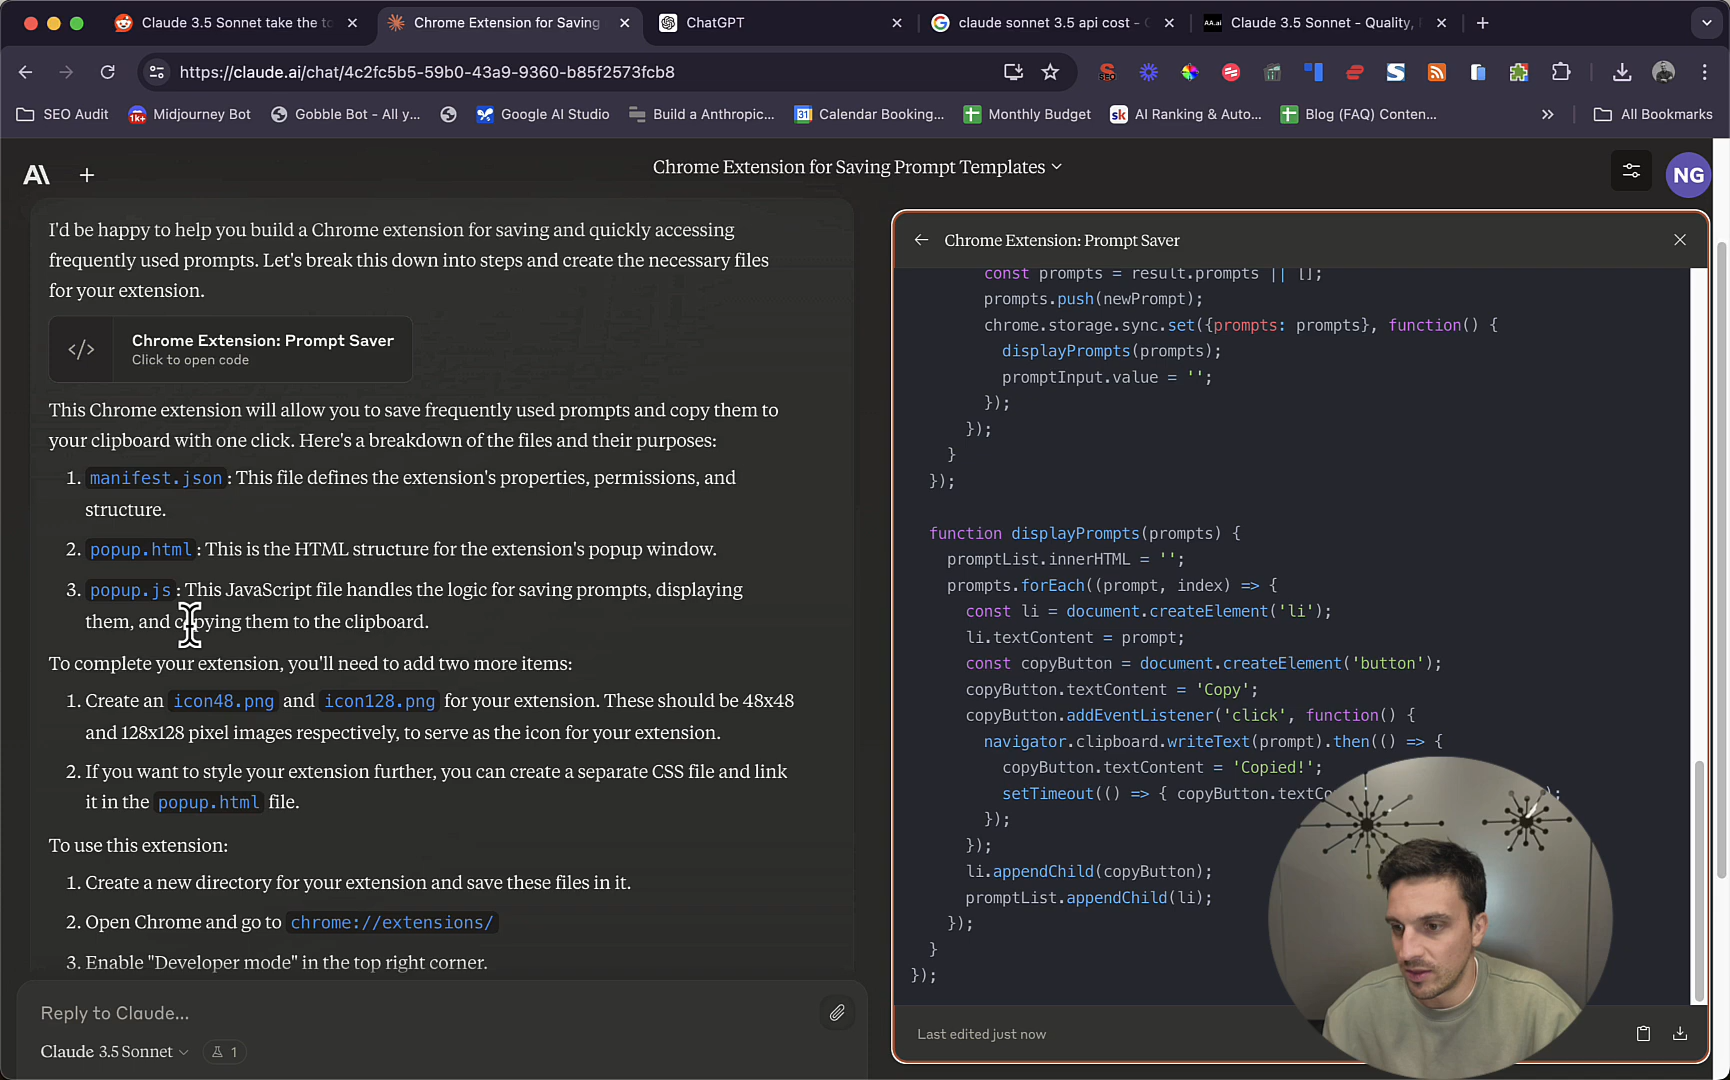 Claude 3.5 Sonnet take the to
Chrome Extension for Saving
ChatGPT
claude sonnet 3.5 api cost -
AA.ai
Claude 3.5 Sonnet - Quality,
https://claude.ai/chat/4c2fc5b5-59b0-43a9-9360-b85f2573fcb8
SEO Audit
Midjourney Bot
Gobble Bot - All y...
Google AI Studio
Build a Anthropic...
Calendar Booking...
Monthly Budget
AI Ranking & Auto...
Blog (FAQ) Conten...
All Bookmarks
Chrome Extension for Saving Prompt Templates
NG
I'd be happy to help you build a Chrome extension for saving and quickly accessing
frequently used prompts. Let's break this down into steps and create the necessary files
for your extension.
Chrome Extension: Prompt Saver
Click to open code
This Chrome extension will allow you to save frequently used prompts and copy them to
your clipboard with one click. Here's a breakdown of the files and their purposes:
1. manifest.json: This file defines the extension's properties, permissions, and
structure.
2. popup.html: This is the HTML structure for the extension's popup window.
3. popup.js: This JavaScript file handles the logic for saving prompts, displaying
them, and copying them to the clipboard.
To complete your extension, you'll need to add two more items:
1. Create an icon48.png and icon128.png for your extension. These should be 48x48
and 128x128 pixel images respectively, to serve as the icon for your extension.
2. If you want to style your extension further, you can create a separate CSS file and link
it in the popup.html file.
To use this extension:
1. Create a new directory for your extension and save these files in it.
2. Open Chrome and go to chrome://extensions/
3. Enable "Developer mode" in the top right corner.
Reply to Claude...
Claude 3.5 Sonnet
1
Chrome Extension: Prompt Saver
const prompts = result.prompts || [];
prompts.push(newPrompt);
chrome.storage.sync.set({prompts: prompts}, function() {
displayPrompts(prompts);
promptInput.value = '';
});
});
}
});
function displayPrompts(prompts) {
promptList.innerHTML = '';
prompts.forEach((prompt, index) => {
const li = document.createElement('li');
li.textContent = prompt;
const copyButton = document.createElement('button');
copyButton.textContent = 'Copy';
copyButton.addEventListener('click', function() {
navigator.clipboard.writeText(prompt).then(() => {
copyButton.textContent = 'Copied!';
setTimeout(() => { copyButton.textCo
});
});
li.appendChild(copyButton);
promptList.appendChild(li);
});
}
});
Last edited just now